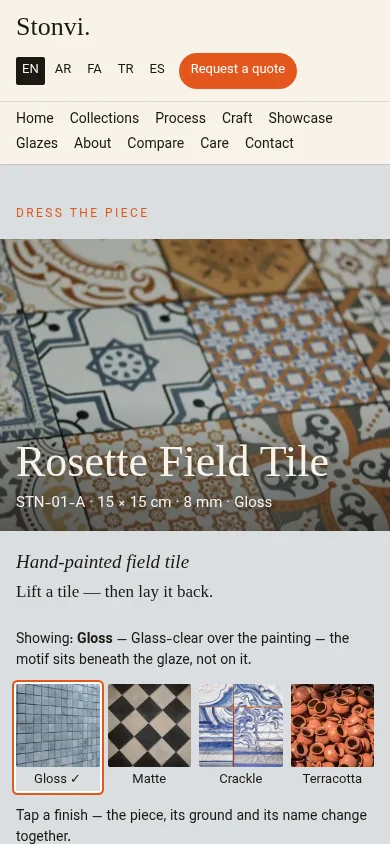 Stonvi.
EN AR FA TR ES Request a quote
Home Collections Process Craft Showcase
Glazes About Compare Care Contact
DRESS THE PIECE
Rosette Field Tile
STN-01-A · 15 × 15 cm · 8 mm · Gloss
Hand-painted field tile
Lift a tile — then lay it back.
Showing: Gloss — Glass-clear over the painting — the
motif sits beneath the glaze, not on it.
Gloss ✓ Matte Crackle Terracotta
Tap a finish — the piece, its ground and its name change
together.